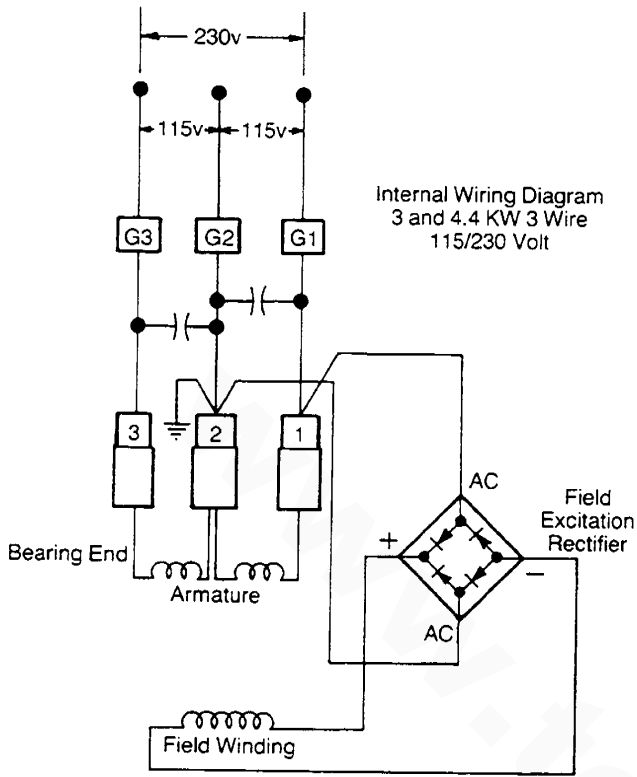 230v
115v 115v
Internal Wiring Diagram
3 and 4.4 KW 3 Wire
115/230 Volt
G3 G2 G1
3 2 1
AC
Field
Excitation
Rectifier
+ −
Bearing End
Armature
AC
Field Winding